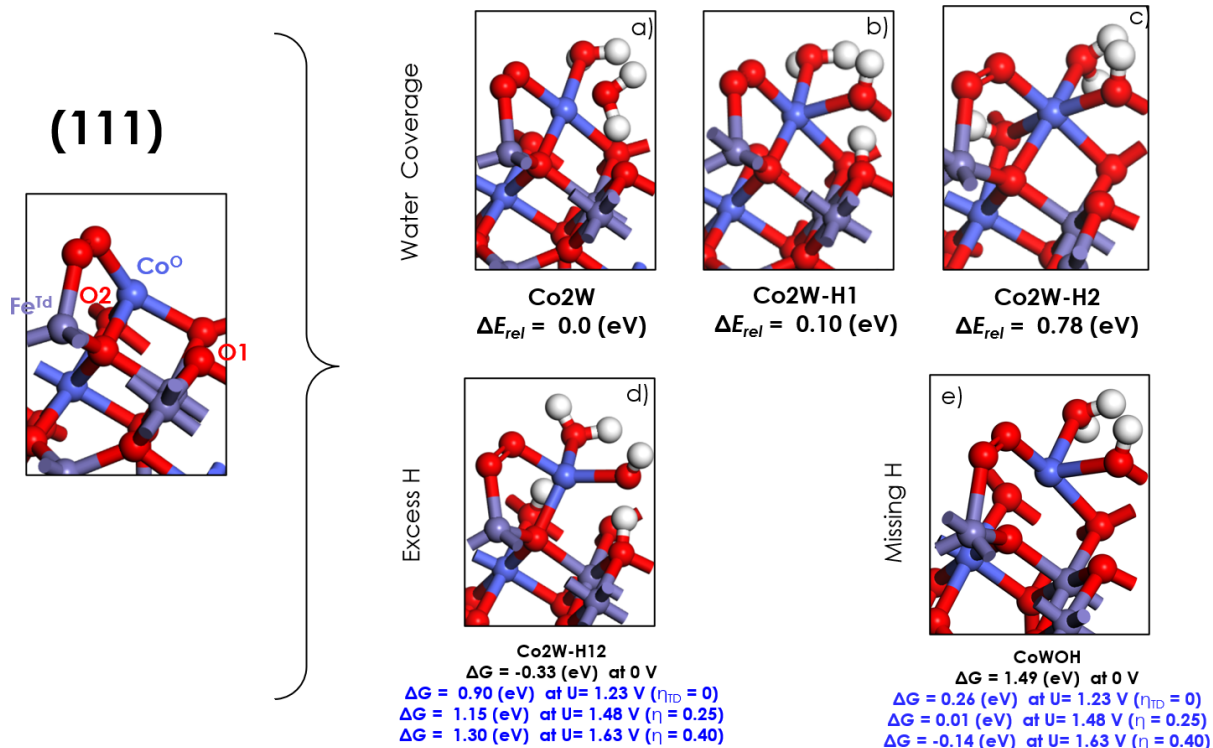 (111)
Co^O
Fe^Td
O2
O1
Water Coverage
a)
b)
c)
Co2W
ΔE_rel = 0.0 (eV)
Co2W-H1
ΔE_rel = 0.10 (eV)
Co2W-H2
ΔE_rel = 0.78 (eV)
Excess H
d)
Co2W-H12
ΔG = -0.33 (eV) at 0 V
ΔG = 0.90 (eV) at U= 1.23 V (η_TD = 0)
ΔG = 1.15 (eV) at U= 1.48 V (η = 0.25)
ΔG = 1.30 (eV) at U= 1.63 V (η = 0.40)
Missing H
e)
CoWOH
ΔG = 1.49 (eV) at 0 V
ΔG = 0.26 (eV) at U= 1.23 V (η_TD = 0)
ΔG = 0.01 (eV) at U= 1.48 V (η = 0.25)
ΔG = -0.14 (eV) at U= 1.63 V (η = 0.40)